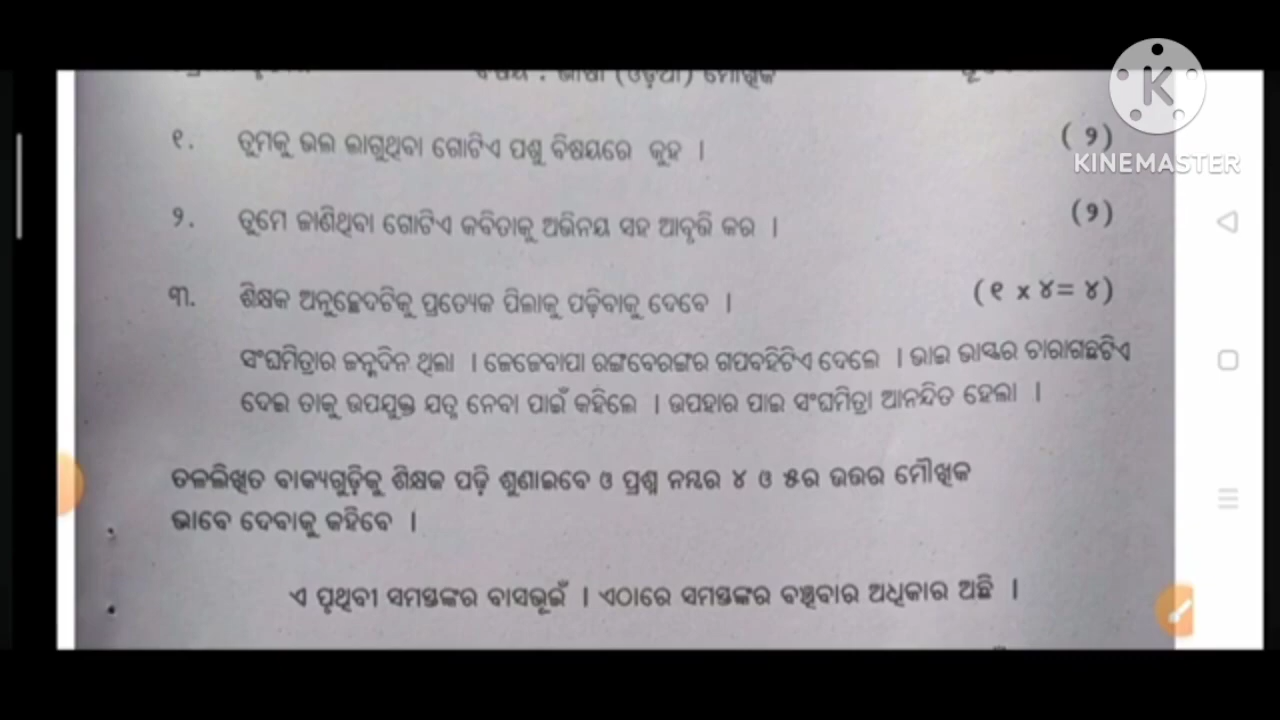 ବିଷୟ : ଭାଷା (ଓଡ଼ିଆ) ମୌଖିକ
୧. ତୁମକୁ ଭଲ ଲାଗୁଥିବା ଗୋଟିଏ ପଶୁ ବିଷୟରେ କୁହ । (୨)
KINEMASTER
୨. ତୁମେ ଜାଣିଥିବା ଗୋଟିଏ କବିତାକୁ ଅଭିନୟ ସହ ଆବୃତ୍ତି କର । (୨)
୩. ଶିକ୍ଷକ ଅନୁଚ୍ଛେଦଟିକୁ ପ୍ରତ୍ୟେକ ପିଲାକୁ ପଢ଼ିବାକୁ ଦେବେ । (୧ x ୪= ୪)
ସଂଘମିତ୍ରାର ଜନ୍ମଦିନ ଥିଲା । ଜେଜେବାପା ରଙ୍ଗବେରଙ୍ଗର ଗପବହିଟିଏ ଦେଲେ । ଭାଇ ଭାସ୍କର ଚାରାଗଛଟିଏ
ଦେଇ ତାକୁ ଉପଯୁକ୍ତ ଯତ୍ନ ନେବା ପାଇଁ କହିଲେ । ଉପହାର ପାଇ ସଂଘମିତ୍ରା ଆନନ୍ଦିତ ହେଲା ।
ତଳଲିଖିତ ବାକ୍ୟଗୁଡ଼ିକୁ ଶିକ୍ଷକ ପଢ଼ି ଶୁଣାଇବେ ଓ ପ୍ରଶ୍ନ ନମ୍ବର ୪ ଓ ୫ର ଉତ୍ତର ମୌଖିକ
ଭାବେ ଦେବାକୁ କହିବେ ।
ଏ ପୃଥିବୀ ସମସ୍ତଙ୍କର ବାସଭୂଇଁ । ଏଠାରେ ସମସ୍ତଙ୍କର ବଞ୍ଚିବାର ଅଧିକାର ଅଛି ।